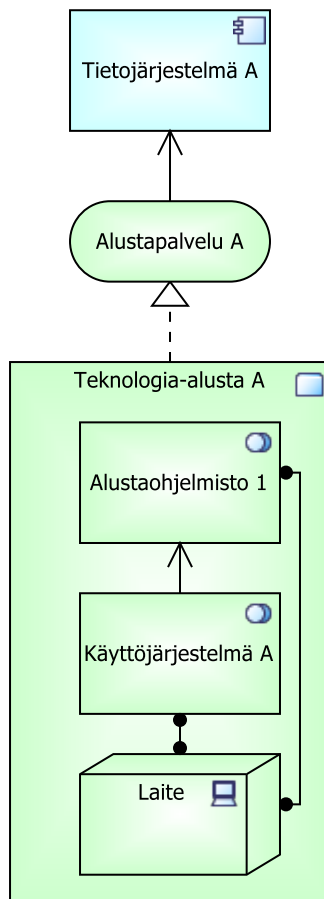 Tietojärjestelmä A
Alustapalvelu A
Teknologia-alusta A
Alustaohjelmisto 1
Käyttöjärjestelmä A
Laite